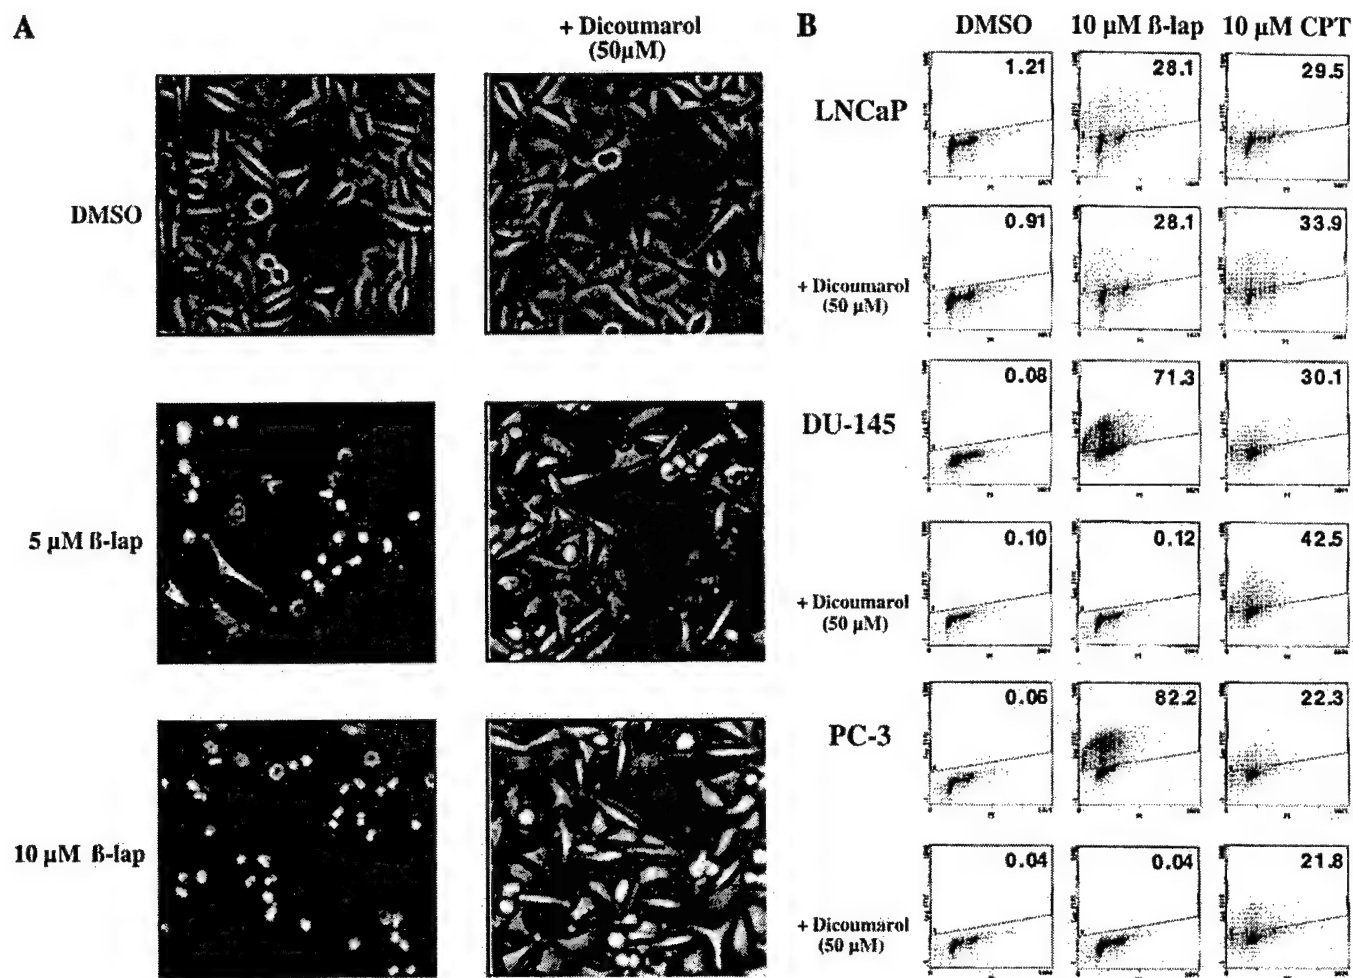 A
+ Dicoumarol
(50µM)
DMSO
5 µM ß-lap
10 µM ß-lap
B
DMSO 10 µM ß-lap 10 µM CPT
LNCaP
1.21 28.1 29.5
+ Dicoumarol
(50 µM)
0.91 28.1 33.9
DU-145
0.08 71.3 30.1
+ Dicoumarol
(50 µM)
0.10 0.12 42.5
PC-3
0.06 82.2 22.3
+ Dicoumarol
(50 µM)
0.04 0.04 21.8